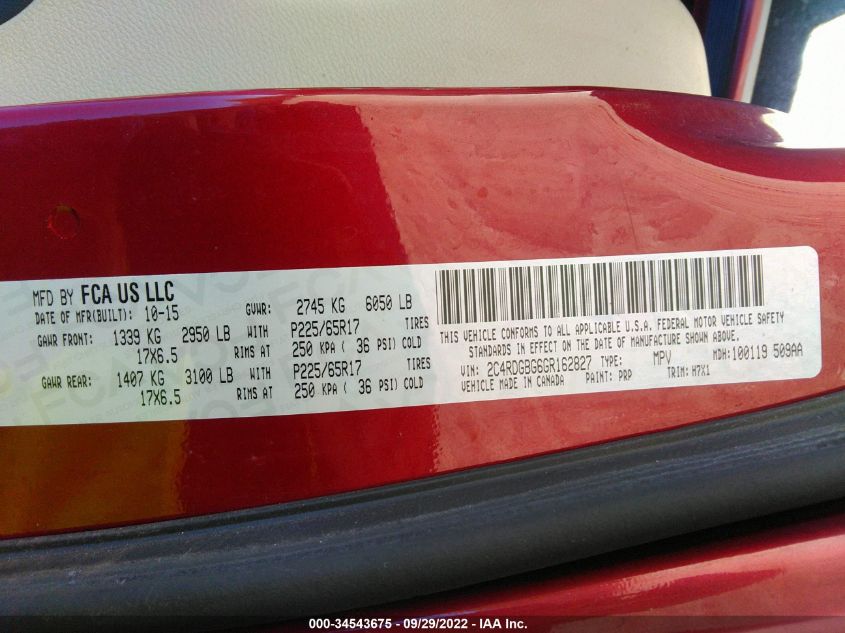 MFD BY FCA US LLC
DATE OF MFR(BUILT): 10-15 GVWR: 2745 KG 6050 LB
GAWR FRONT: 1339 KG 2950 LB WITH P225/65R17 TIRES
17X6.5 RIMS AT 250 KPA ( 36 PSI) COLD
GAWR REAR: 1407 KG 3100 LB WITH P225/65R17 TIRES
17X6.5 RIMS AT 250 KPA ( 36 PSI) COLD
THIS VEHICLE CONFORMS TO ALL APPLICABLE U.S.A. FEDERAL MOTOR VEHICLE SAFETY
STANDARDS IN EFFECT ON THE DATE OF MANUFACTURE SHOWN ABOVE.
VIN: 2C4RDGBG6GR162827 TYPE: MPV MDH: 100119 509AA
VEHICLE MADE IN CANADA PAINT: PRP TRIM: H7X1
000-34543675 - 09/29/2022 - IAA Inc.